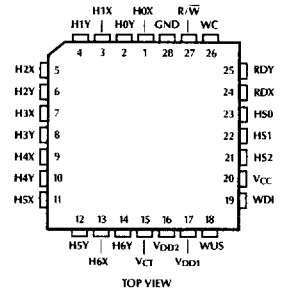 H1X H0X R/W̅
H1Y H0Y GND WC
4 3 2 1 28 27 26
H2X 5 25 RDY
H2Y 6 24 RDX
H3X 7 23 HS0
H3Y 8 22 HS1
H4X 9 21 HS2
H4Y 10 20 VCC
H5X 11 19 WDI
12 13 14 15 16 17 18
H5Y H6Y VDD2 WUS
H6X VCT VDD1
TOP VIEW